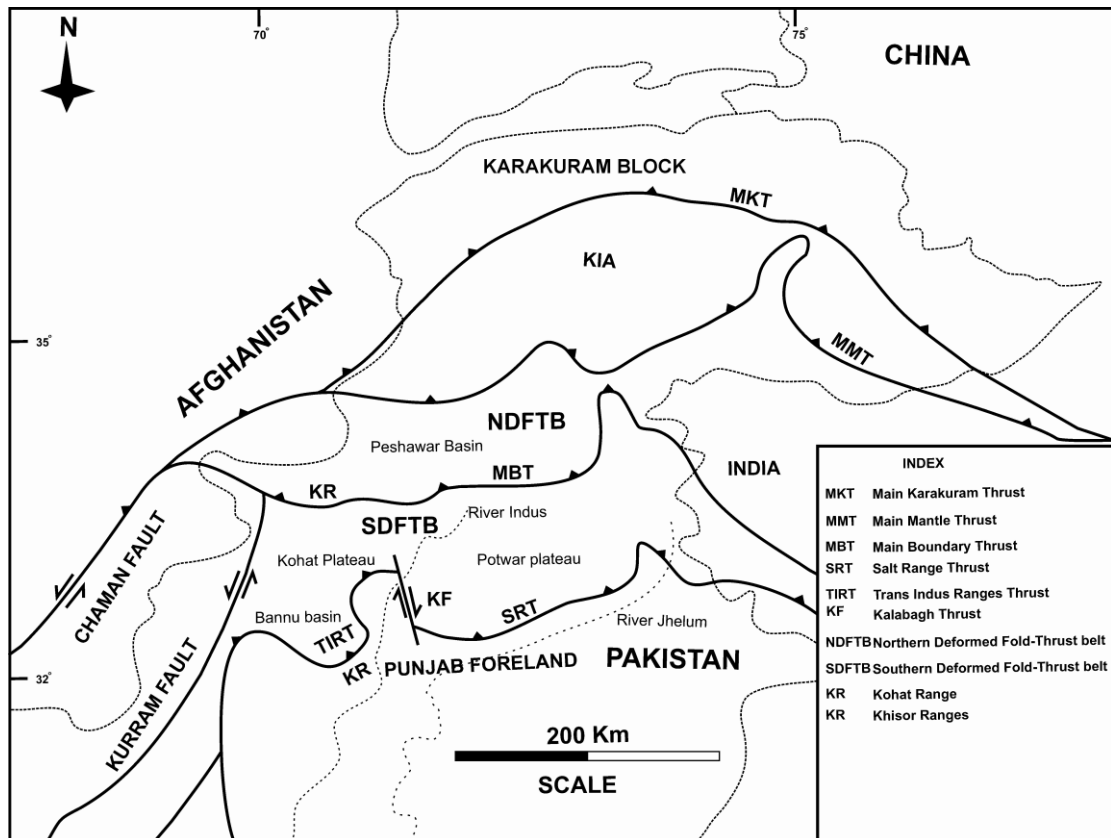 70°
75°
N
CHINA
KARAKURAM BLOCK
MKT
KIA
AFGHANISTAN
35°
MMT
NDFTB
Peshawar Basin
INDIA
KR
MBT
River Indus
SDFTB
Kohat Plateau
Potwar plateau
CHAMAN FAULT
Bannu basin
KF
SRT
TIRT
River Jhelum
KR
PUNJAB FORELAND
PAKISTAN
32°
KURRAM FAULT
200 Km
SCALE
INDEX
MKT Main Karakuram Thrust
MMT Main Mantle Thrust
MBT Main Boundary Thrust
SRT Salt Range Thrust
TIRT Trans Indus Ranges Thrust
KF Kalabagh Thrust
NDFTB Northern Deformed Fold-Thrust belt
SDFTB Southern Deformed Fold-Thrust belt
KR Kohat Range
KR Khisor Ranges